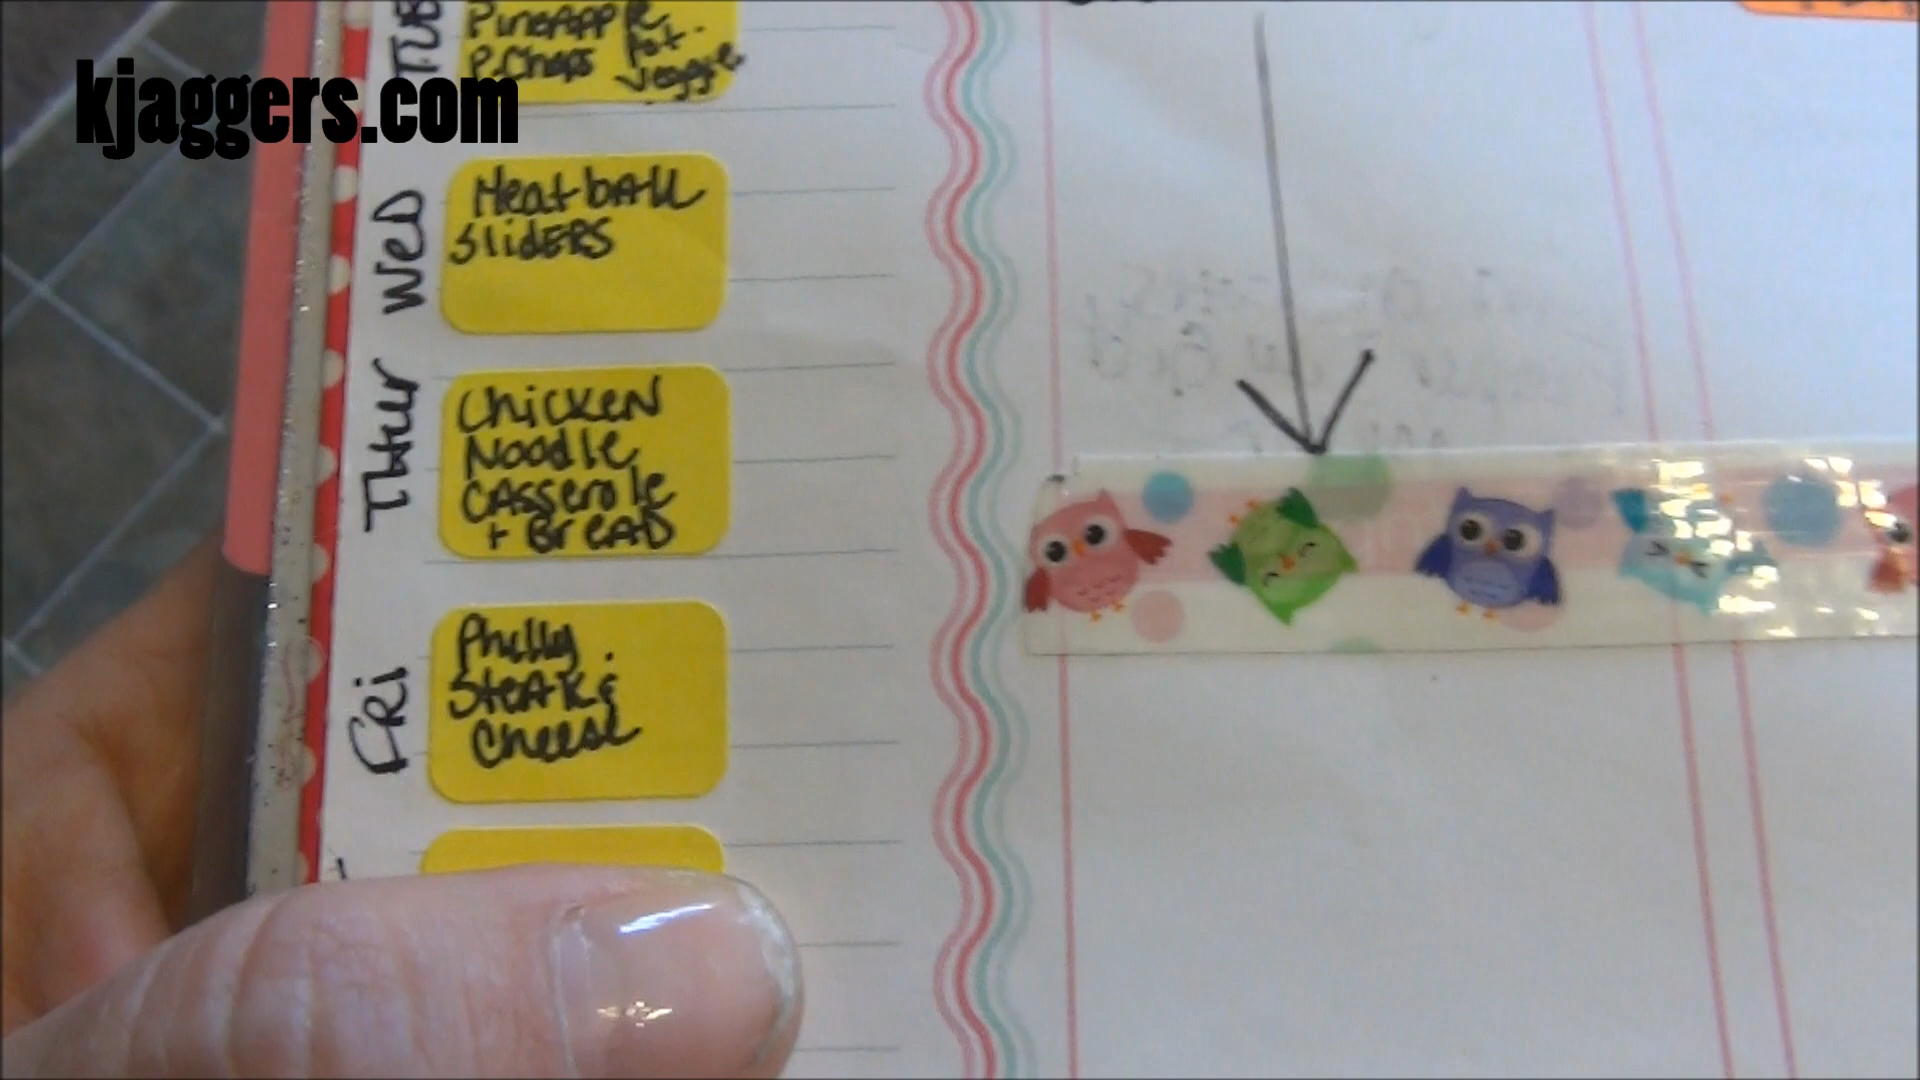 kjaggers.com
TUE
Pineapple
P.Chops Pot.
Veggie
Wed
Meatball
Sliders
Thur
Chicken
Noodle
Casserole
+ Bread
Fri
Philly
Steak &
Cheese